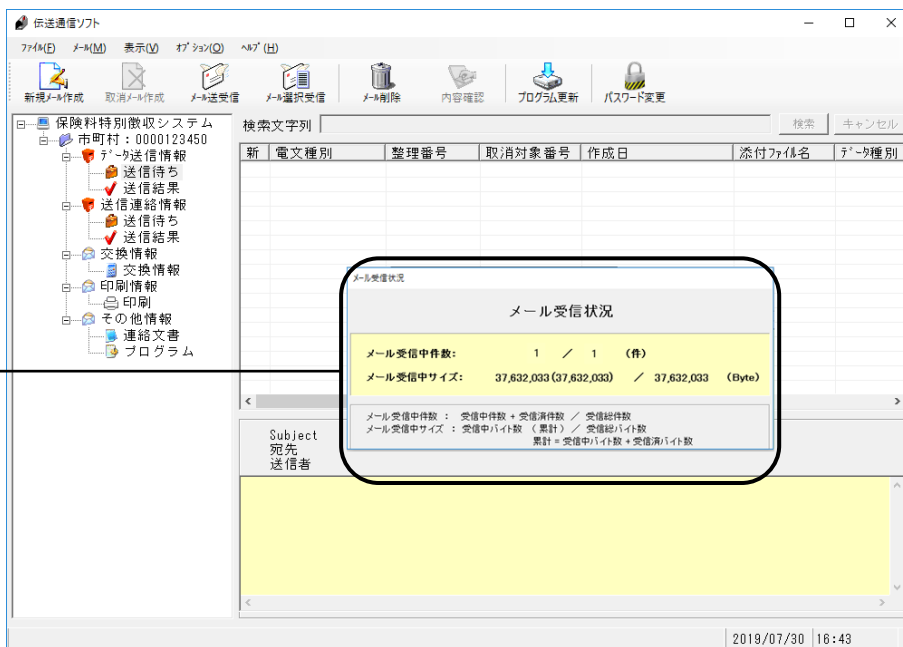 伝送通信ソフト
ﾌｧｲﾙ(F) ﾒｰﾙ(M) 表示(V) ｵﾌﾟｼｮﾝ(O) ﾍﾙﾌﾟ(H)
新規ﾒｰﾙ作成 取消ﾒｰﾙ作成 ﾒｰﾙ送受信 ﾒｰﾙ選択受信 ﾒｰﾙ削除 内容確認 ﾌﾟﾛｸﾞﾗﾑ更新 ﾊﾟｽﾜｰﾄﾞ変更
保険料特別徴収システム
市町村：0000123450
ﾃﾞｰﾀ送信情報
送信待ち
送信結果
送信連絡情報
送信待ち
送信結果
交換情報
交換情報
印刷情報
印刷
その他情報
連絡文書
プログラム
検索文字列 検索 キャンセル
新 電文種別 整理番号 取消対象番号 作成日 添付ﾌｧｲﾙ名 ﾃﾞｰﾀ種別
メール受信状況
メール受信状況
メール受信中件数： 1 ／ 1 (件)
メール受信中サイズ： 37,632,033(37,632,033) ／ 37,632,033 (Byte)
メール受信中件数 ： 受信中件数 + 受信済件数 ／ 受信総件数
メール受信中サイズ ： 受信中バイト数 （ 累計 ） ／ 受信総バイト数
累計 = 受信中バイト数 + 受信済バイト数
Subject
宛先
送信者
2019/07/30 16:43